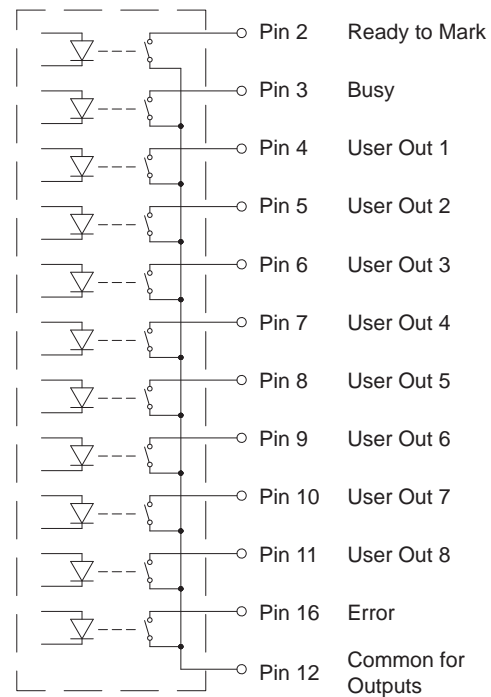 Pin 2 Ready to Mark
Pin 3 Busy
Pin 4 User Out 1
Pin 5 User Out 2
Pin 6 User Out 3
Pin 7 User Out 4
Pin 8 User Out 5
Pin 9 User Out 6
Pin 10 User Out 7
Pin 11 User Out 8
Pin 16 Error
Pin 12 Common for
Outputs